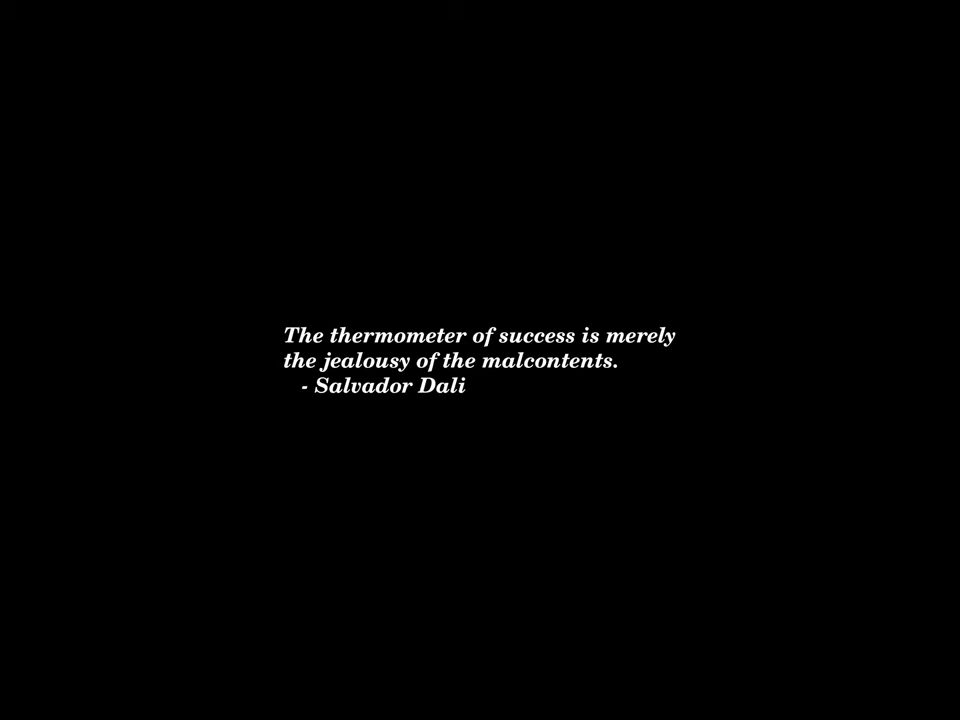 The thermometer of success is merely
the jealousy of the malcontents.
- Salvador Dali